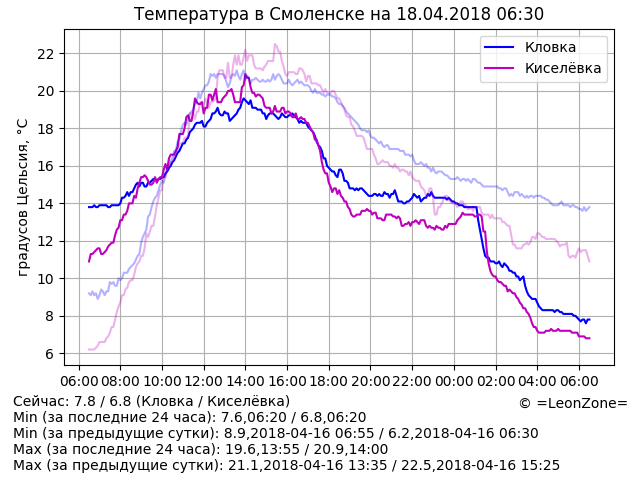 Температура в Смоленске на 18.04.2018 06:30
градусов Цельсия, °C
22
20
18
16
14
12
10
8
6
Кловка
Киселёвка
06:00 08:00 10:00 12:00 14:00 16:00 18:00 20:00 22:00 00:00 02:00 04:00 06:00
Сейчас: 7.8 / 6.8 (Кловка / Киселёвка)
© =LeonZone=
Min (за последние 24 часа): 7.6,06:20 / 6.8,06:20
Min (за предыдущие сутки): 8.9,2018-04-16 06:55 / 6.2,2018-04-16 06:30
Max (за последние 24 часа): 19.6,13:55 / 20.9,14:00
Max (за предыдущие сутки): 21.1,2018-04-16 13:35 / 22.5,2018-04-16 15:25